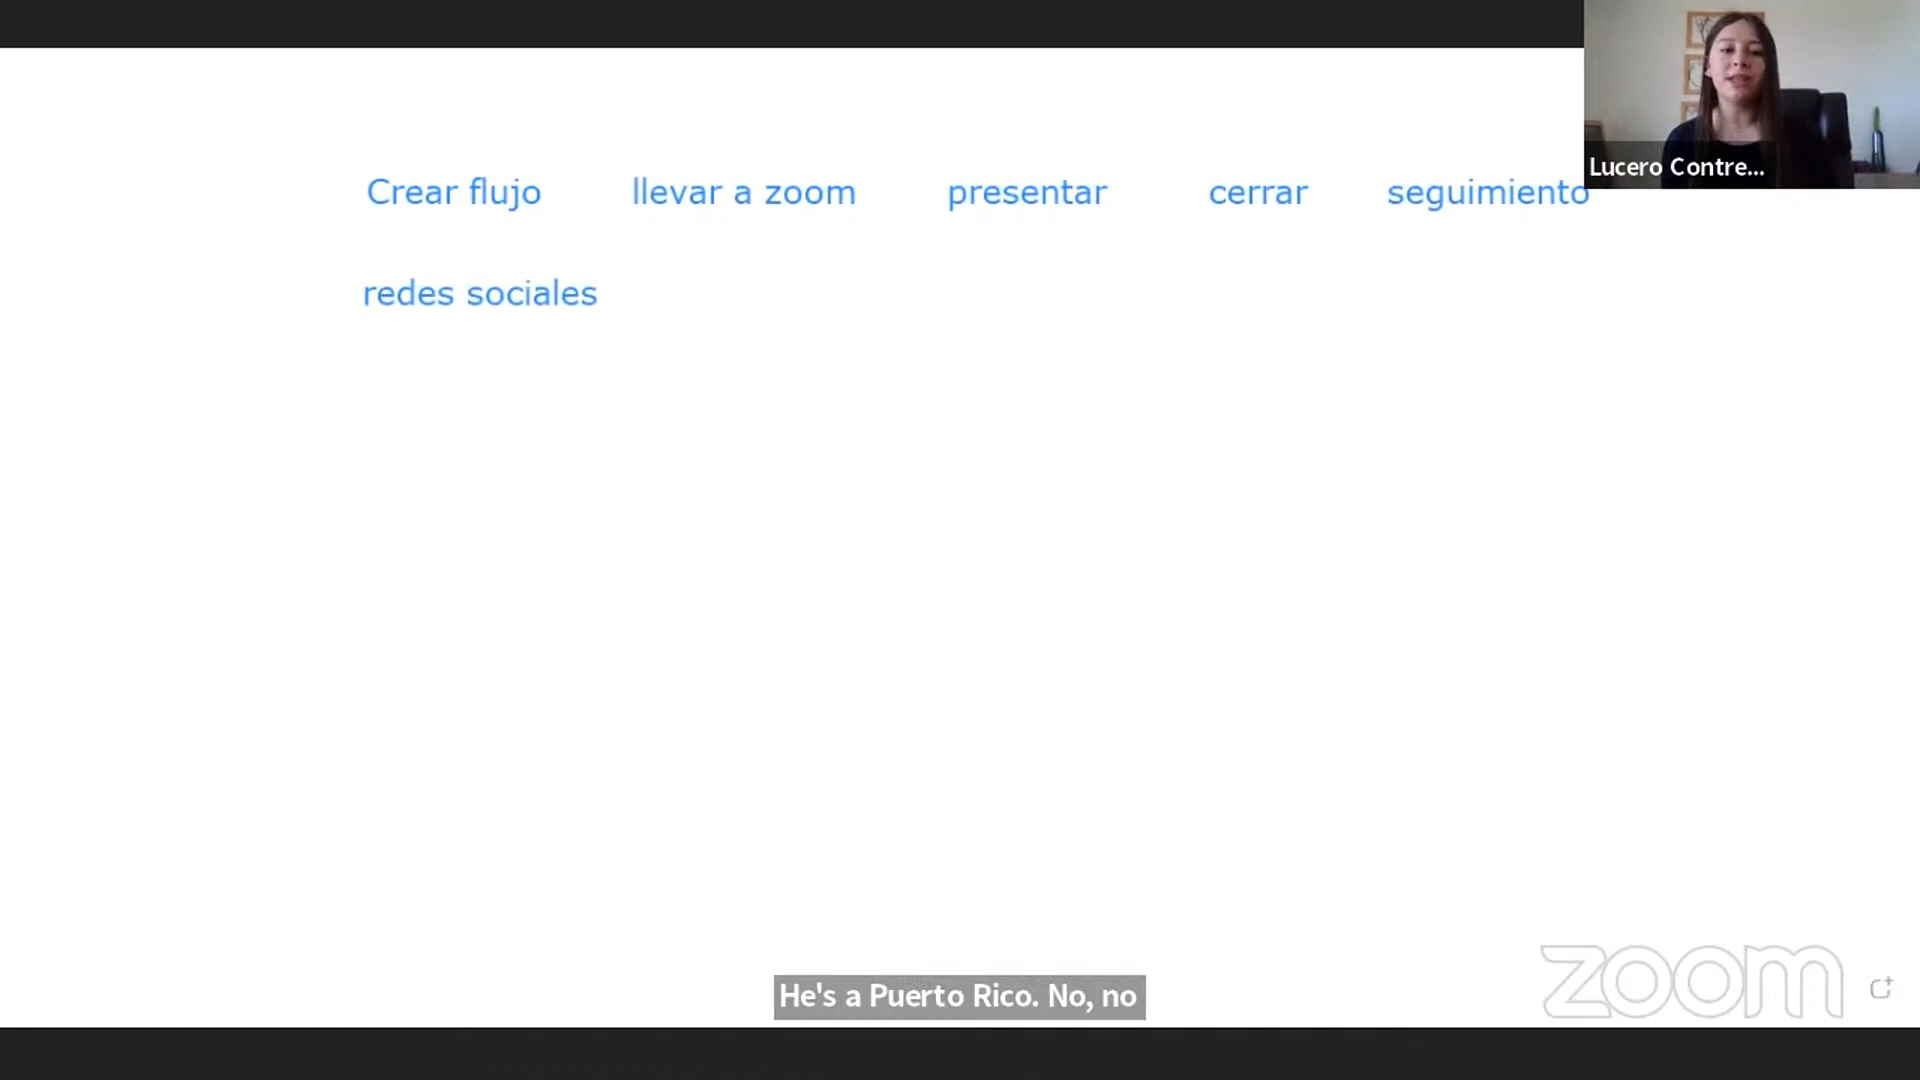 Crear flujo llevar a zoom presentar cerrar seguimiento
redes sociales
Lucero Contre...
He's a Puerto Rico. No, no
zoom